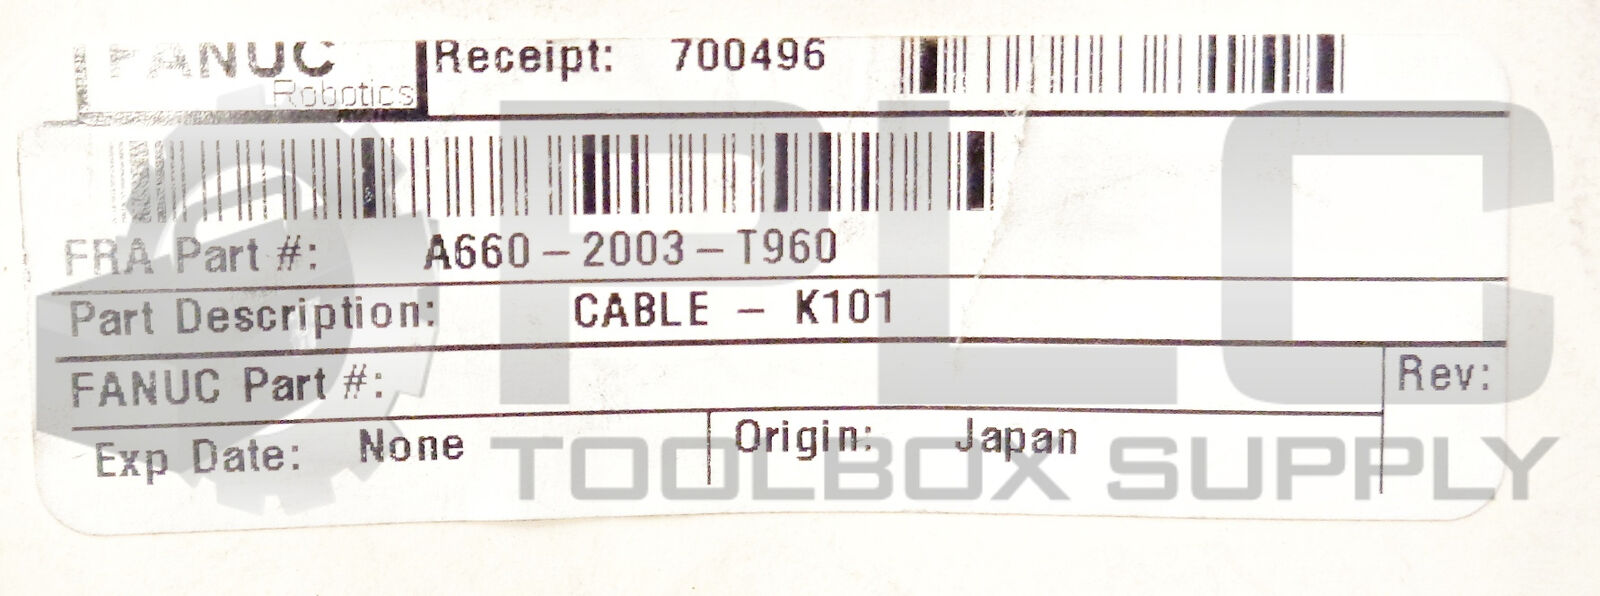 FANUC Receipt: 700496
Robotics
FRA Part #: A660-2003-T960
Part Description: CABLE - K101
FANUC Part #:
Rev:
Exp Date: None Origin: Japan
PLC
TOOLBOX SUPPLY